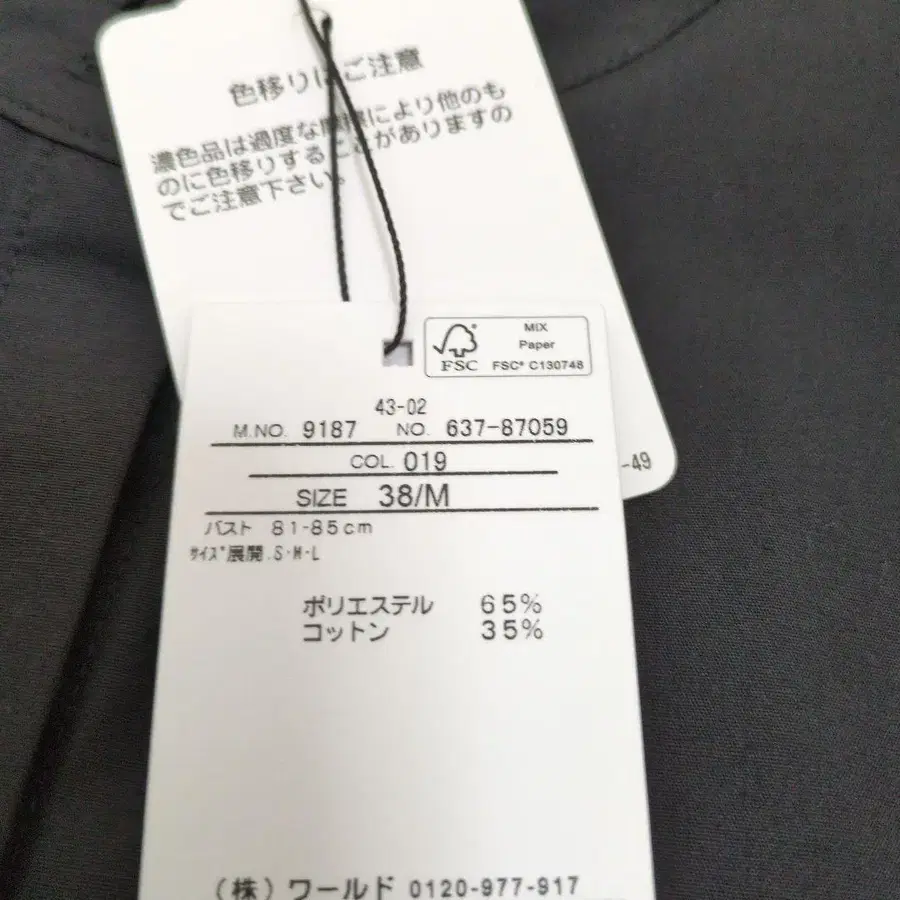 色移りにご注意
濃色品は過度な摩擦により他のも
のに色移りすることがありますの
でご注意下さい。
MIX
Paper
FSC
FSC® C130748
43-02
M.NO. 9187 NO. 637-87059
COL. 019
-49
SIZE 38/M
バスト 81-85cm
ｻｲｽﾞ展開.S・M・L
ポリエステル 65%
コットン 35%
(株)ワールド 0120-977-917